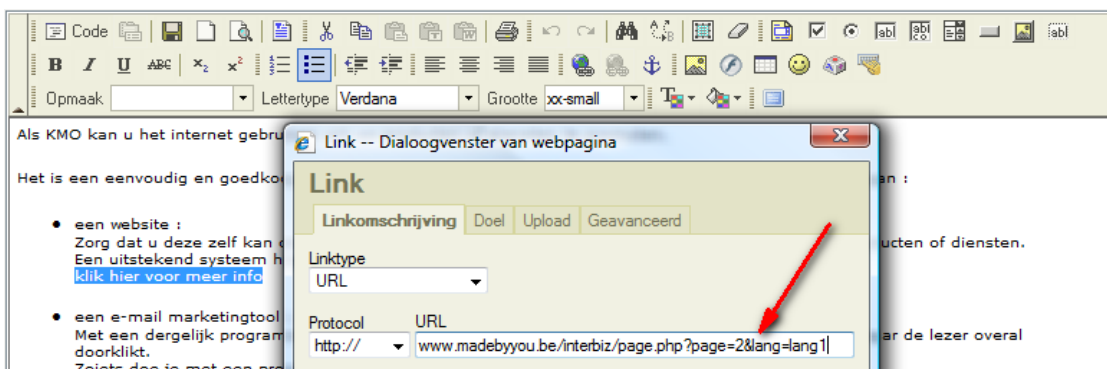 Code
B I U ABC x₂ x²
Opmaak Lettertype Verdana Grootte xx-small
Als KMO kan u het internet
Link -- Dialoogvenster van webpagina
Het is een eenvoudig en
an :
Link
Linkomschrijving Doel Upload Geavanceerd
een website :
Zorg dat u deze zelf kan
ucten of diensten.
Een uitstekend systeem
klik hier voor meer info
Linktype
URL
een e-mail marketingtool
Met een dergelijk
ar de lezer overal
doorklikt.
Protocol URL
http:// www.madebyyou.be/interbiz/page.php?page=2&lang=lang1